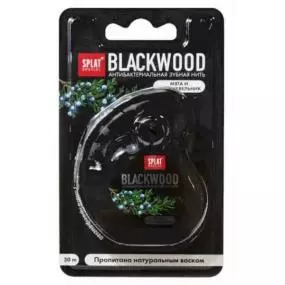 SPLAT
BLACKWOOD
АНТИБАКТЕРИАЛЬНАЯ ЗУБНАЯ НИТЬ
МЯТА И
BLACKWOOD
30 m
Пропитана натуральным воском